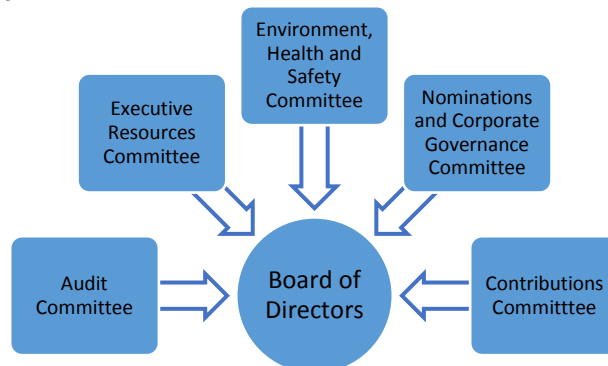 Environment,
Health and
Safety
Committee
Executive
Resources
Committee
Nominations
and Corporate
Governance
Committee
Audit
Committee
Board of
Directors
Contributions
Committtee